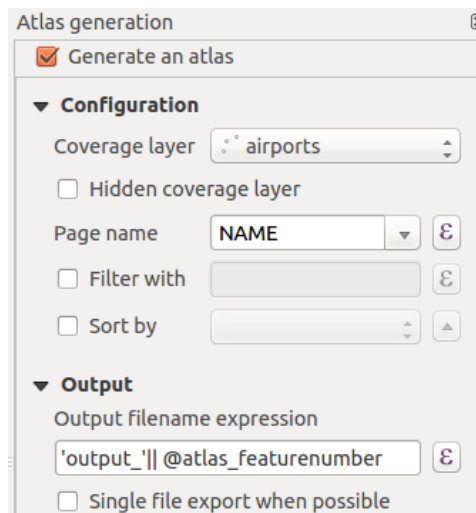 Atlas generation
Generate an atlas
Configuration
Coverage layer airports
Hidden coverage layer
Page name NAME ε
Filter with ε
Sort by
Output
Output filename expression
'output_'|| @atlas_featurenumber ε
Single file export when possible